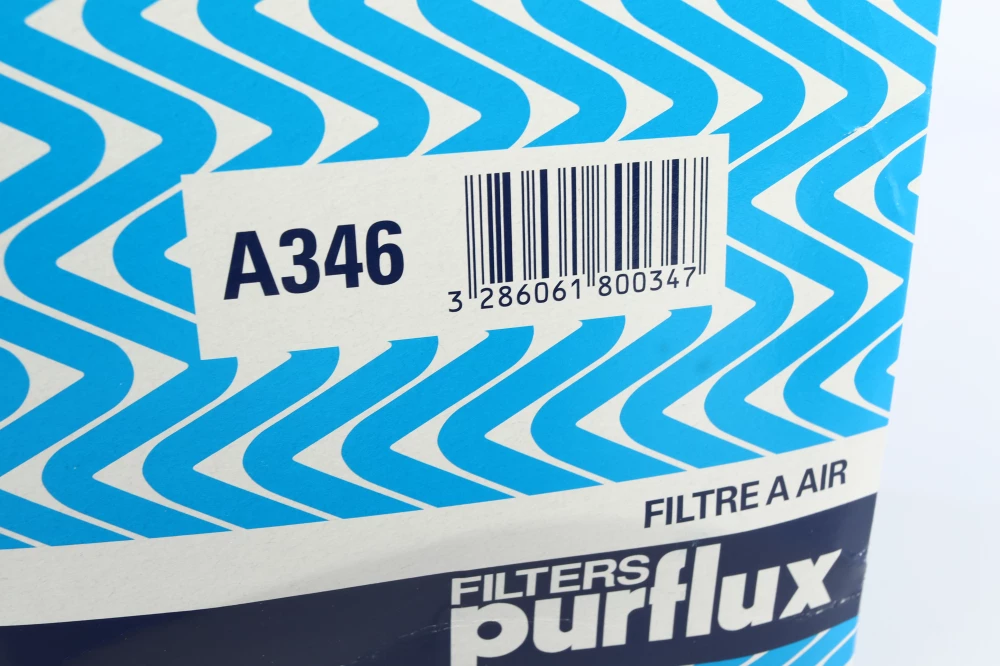 A346
3 286061 800347
FILTRE A AIR
FILTERS
purflux